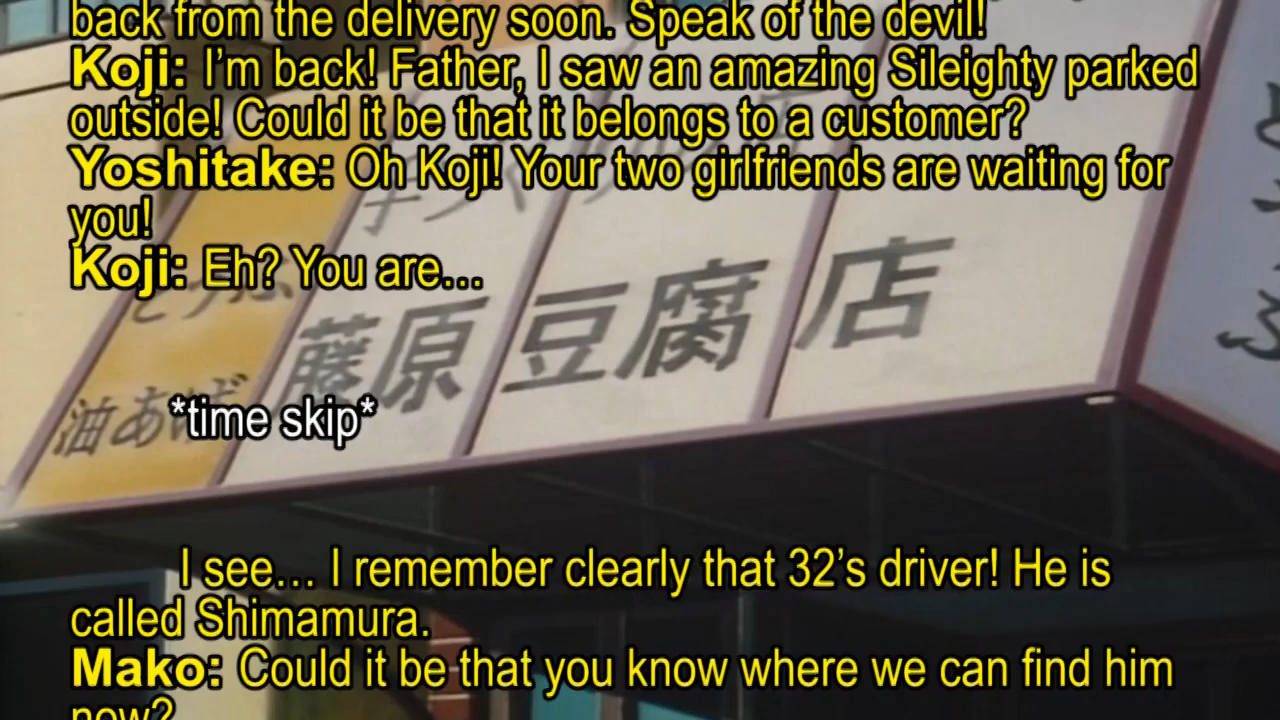 back from the delivery soon. Speak of the devil!
Koji: I’m back! Father, I saw an amazing Sileighty parked
outside! Could it be that it belongs to a customer?
Yoshitake: Oh Koji! Your two girlfriends are waiting for
you!
Koji: Eh? You are…
藤原豆腐店
油あげ
*time skip*
I see… I remember clearly that 32’s driver! He is
called Shimamura.
Mako: Could it be that you know where we can find him
now?